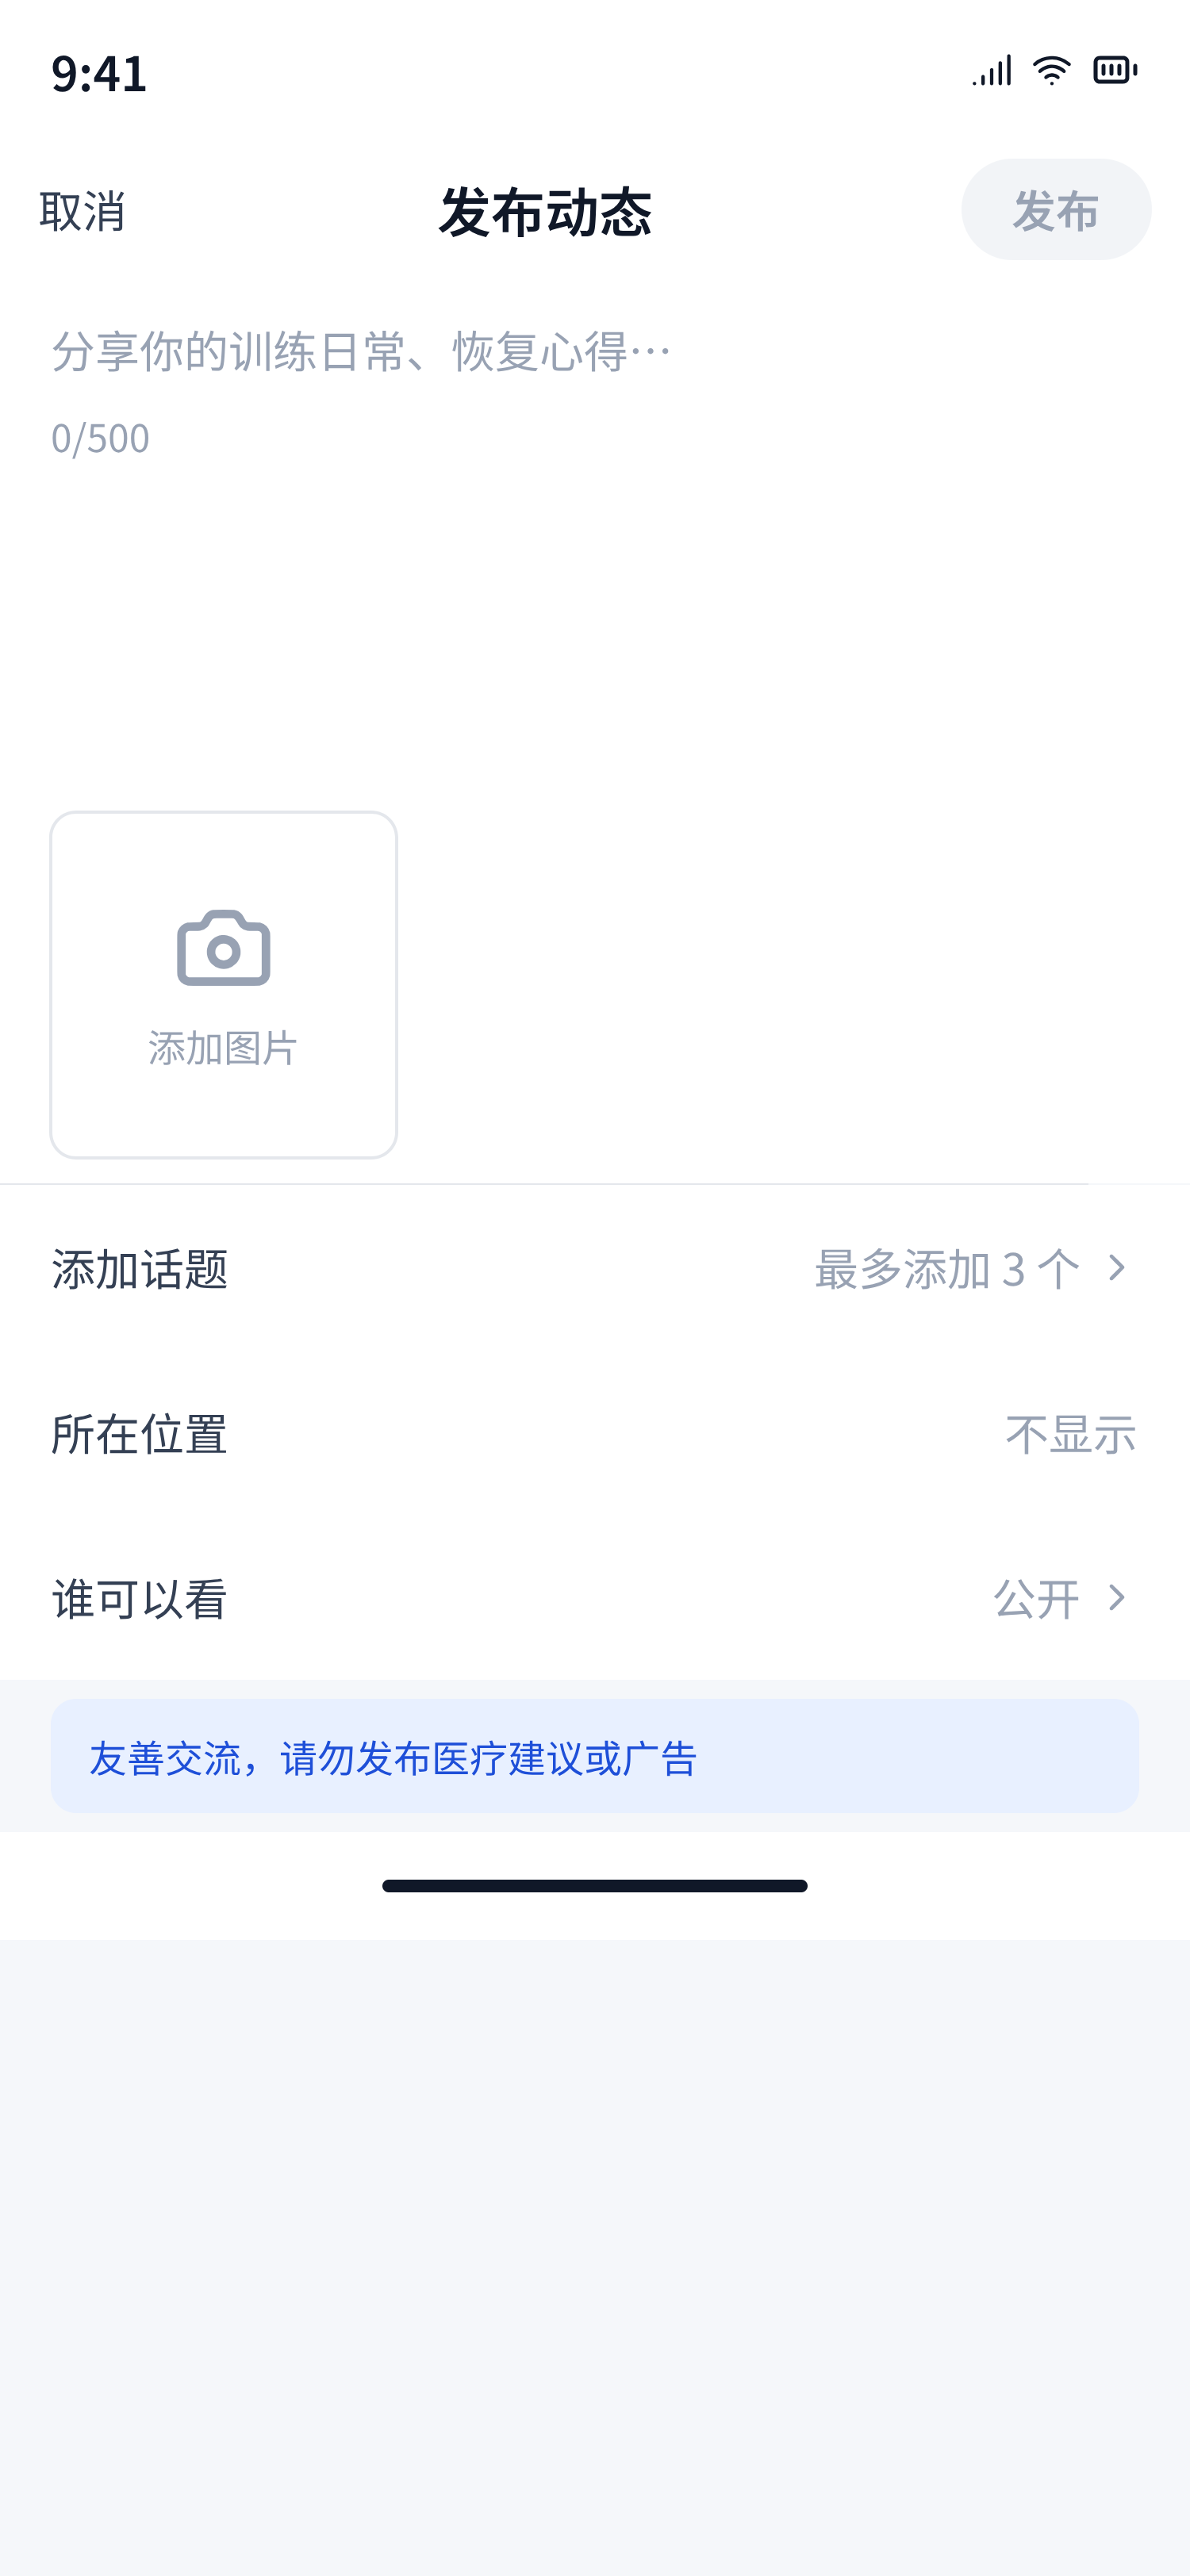 9:41
取消
发布动态
发布
分享你的训练日常、恢复心得…
0/500
添加图片
添加话题
最多添加 3 个
所在位置
不显示
谁可以看
公开
友善交流，请勿发布医疗建议或广告